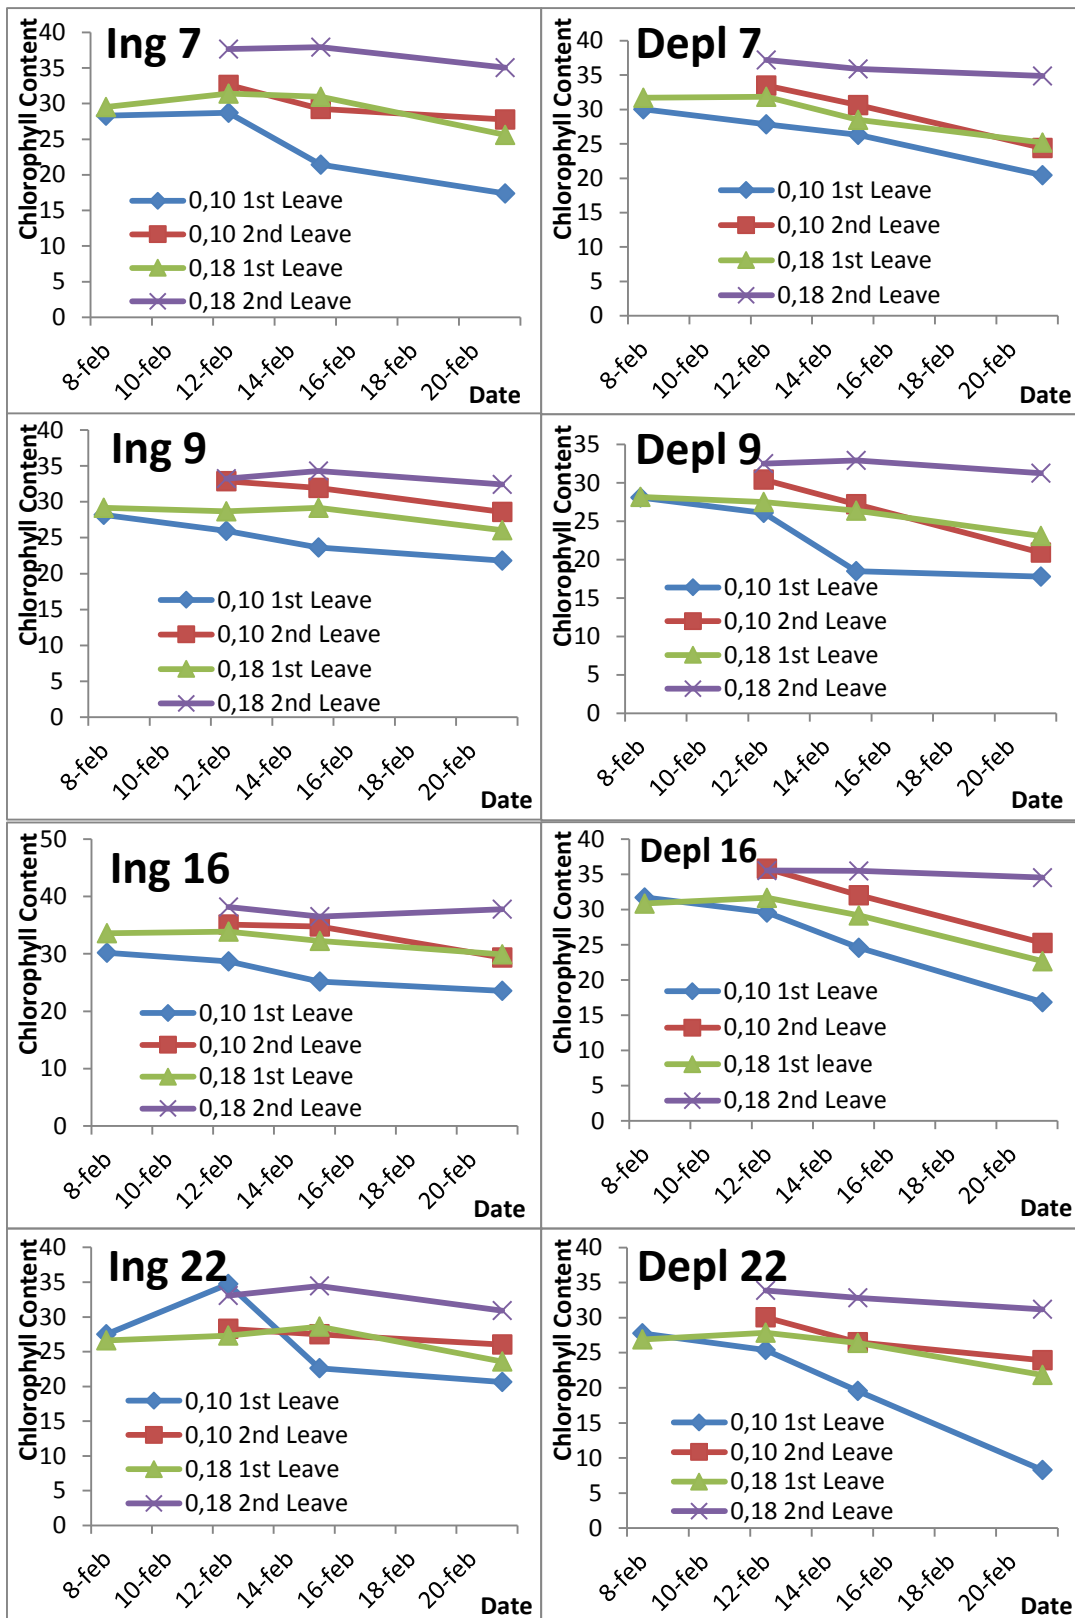 Ing 7
Chlorophyll Content
40
35
30
25
20
15
10
5
0
0,10 1st Leave
0,10 2nd Leave
0,18 1st Leave
0,18 2nd Leave
8-feb
10-feb
12-feb
14-feb
16-feb
18-feb
20-feb
Date
Depl 7
Chlorophyll Content
40
35
30
25
20
15
10
5
0
0,10 1st Leave
0,10 2nd Leave
0,18 1st Leave
0,18 2nd Leave
8-feb
10-feb
12-feb
14-feb
16-feb
18-feb
20-feb
Date
Ing 9
Chlorophyll Content
40
35
30
25
20
15
10
5
0
0,10 1st Leave
0,10 2nd Leave
0,18 1st Leave
0,18 2nd Leave
8-feb
10-feb
12-feb
14-feb
16-feb
18-feb
20-feb
Date
Depl 9
Chlorophyll Content
35
30
25
20
15
10
5
0
0,10 1st Leave
0,10 2nd Leave
0,18 1st Leave
0,18 2nd Leave
8-feb
10-feb
12-feb
14-feb
16-feb
18-feb
20-feb
Date
Ing 16
Chlorophyll Content
50
40
30
20
10
0
0,10 1st Leave
0,10 2nd Leave
0,18 1st Leave
0,18 2nd Leave
8-feb
10-feb
12-feb
14-feb
16-feb
18-feb
20-feb
Date
Depl 16
Chlorophyll Content
40
35
30
25
20
15
10
5
0
0,10 1st Leave
0,10 2nd Leave
0,18 1st leave
0,18 2nd Leave
8-feb
10-feb
12-feb
14-feb
16-feb
18-feb
20-feb
Date
Ing 22
Chlorophyll Content
40
35
30
25
20
15
10
5
0
0,10 1st Leave
0,10 2nd Leave
0,18 1st Leave
0,18 2nd Leave
8-feb
10-feb
12-feb
14-feb
16-feb
18-feb
20-feb
Date
Depl 22
Chlorophyll Content
40
35
30
25
20
15
10
5
0
0,10 1st Leave
0,10 2nd Leave
0,18 1st Leave
0,18 2nd Leave
8-feb
10-feb
12-feb
14-feb
16-feb
18-feb
20-feb
Date